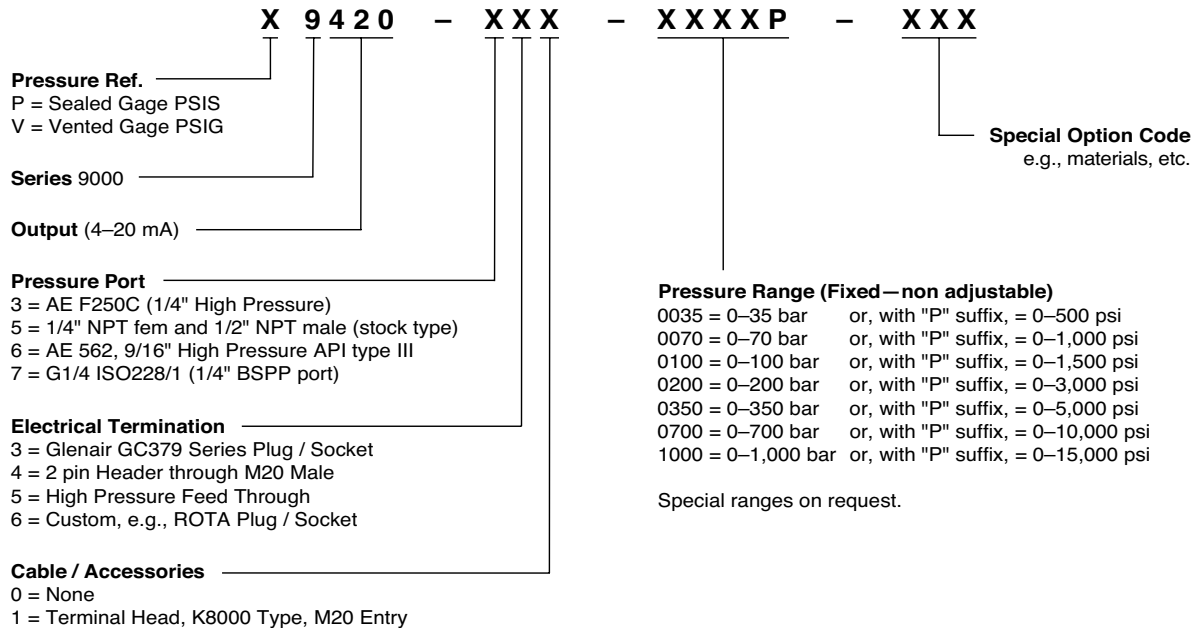 X 9420 – XXX – XXXXP – XXX
Pressure Ref.
P = Sealed Gage PSIS
V = Vented Gage PSIG
Series 9000
Output (4–20 mA)
Pressure Port
3 = AE F250C (1/4" High Pressure)
5 = 1/4" NPT fem and 1/2" NPT male (stock type)
6 = AE 562, 9/16" High Pressure API type III
7 = G1/4 ISO228/1 (1/4" BSPP port)
Electrical Termination
3 = Glenair GC379 Series Plug / Socket
4 = 2 pin Header through M20 Male
5 = High Pressure Feed Through
6 = Custom, e.g., ROTA Plug / Socket
Cable / Accessories
0 = None
1 = Terminal Head, K8000 Type, M20 Entry
Special Option Code
e.g., materials, etc.
Pressure Range (Fixed—non adjustable)
0035 = 0–35 bar or, with "P" suffix, = 0–500 psi
0070 = 0–70 bar or, with "P" suffix, = 0–1,000 psi
0100 = 0–100 bar or, with "P" suffix, = 0–1,500 psi
0200 = 0–200 bar or, with "P" suffix, = 0–3,000 psi
0350 = 0–350 bar or, with "P" suffix, = 0–5,000 psi
0700 = 0–700 bar or, with "P" suffix, = 0–10,000 psi
1000 = 0–1,000 bar or, with "P" suffix, = 0–15,000 psi
Special ranges on request.